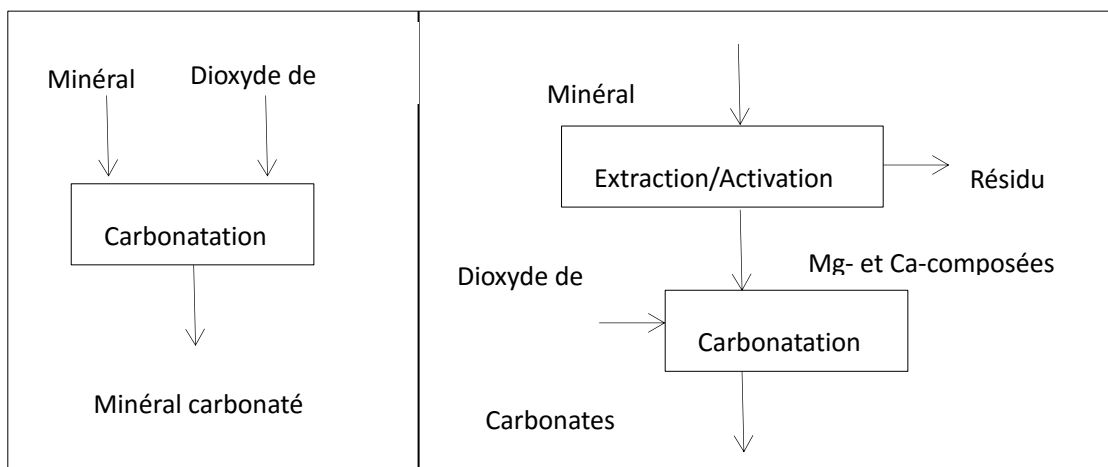 Minéral
Dioxyde de
Carbonatation
Minéral carbonaté
Minéral
Extraction/Activation
Résidu
Mg- et Ca-composées
Dioxyde de
Carbonatation
Carbonates